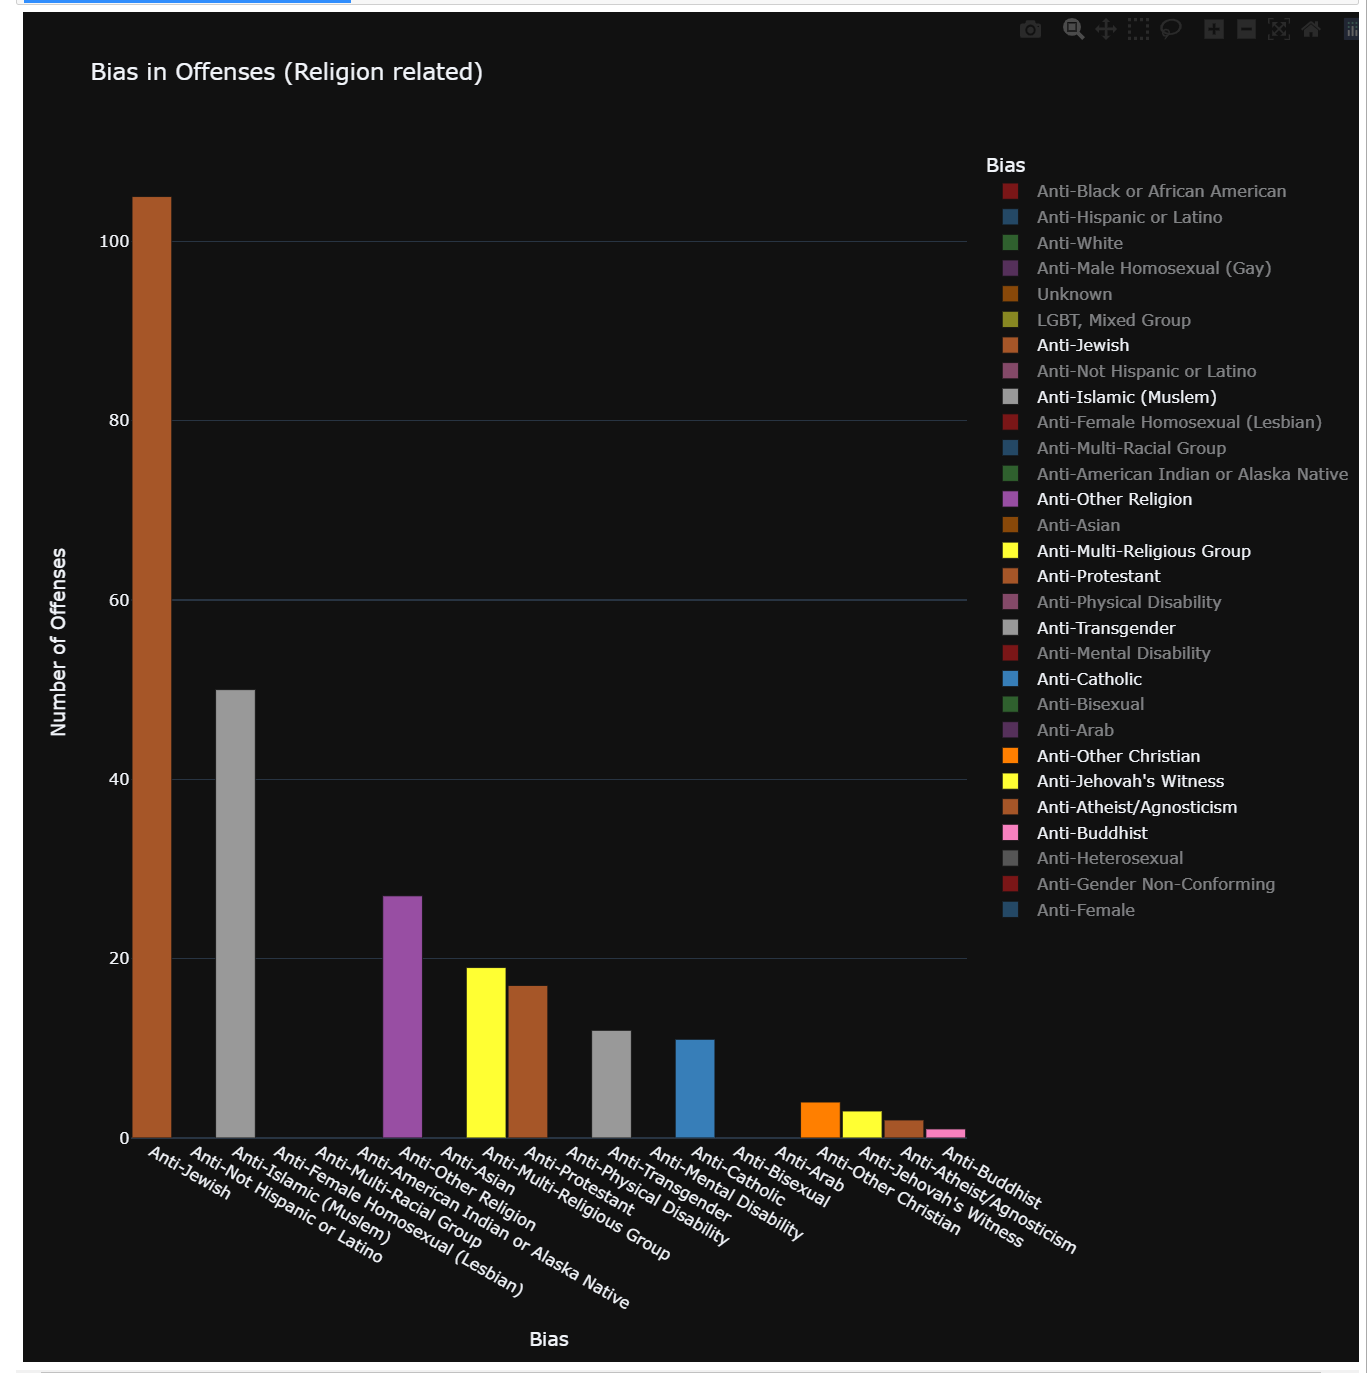 Bias in Offenses (Religion related)
Bias
Anti-Black or African American
Anti-Hispanic or Latino
Anti-White
Anti-Male Homosexual (Gay)
Unknown
LGBT, Mixed Group
Anti-Jewish
Anti-Not Hispanic or Latino
Anti-Islamic (Muslem)
Anti-Female Homosexual (Lesbian)
Anti-Multi-Racial Group
Anti-American Indian or Alaska Native
Anti-Other Religion
Anti-Asian
Anti-Multi-Religious Group
Anti-Protestant
Anti-Physical Disability
Anti-Transgender
Anti-Mental Disability
Anti-Catholic
Anti-Bisexual
Anti-Arab
Anti-Other Christian
Anti-Jehovah's Witness
Anti-Atheist/Agnosticism
Anti-Buddhist
Anti-Heterosexual
Anti-Gender Non-Conforming
Anti-Female
Number of Offenses
100
80
60
40
20
0
Anti-Jewish
Anti-Not Hispanic or Latino
Anti-Islamic (Muslem)
Anti-Female Homosexual (Lesbian)
Anti-Multi-Racial Group
Anti-American Indian or Alaska Native
Anti-Other Religion
Anti-Asian
Anti-Multi-Religious Group
Anti-Protestant
Anti-Physical Disability
Anti-Transgender
Anti-Mental Disability
Anti-Catholic
Anti-Bisexual
Anti-Arab
Anti-Other Christian
Anti-Jehovah's Witness
Anti-Atheist/Agnosticism
Anti-Buddhist
Bias